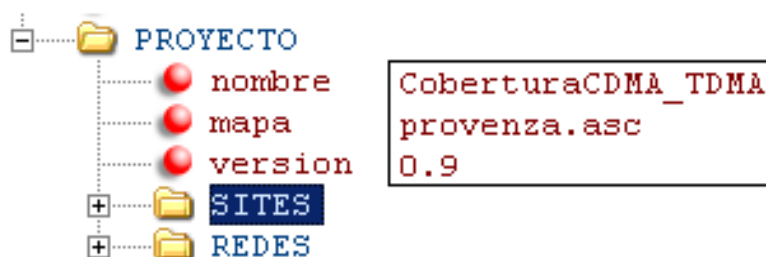 PROYECTO
nombre CoberturaCDMA_TDMA
mapa provenza.asc
version 0.9
SITES
REDES